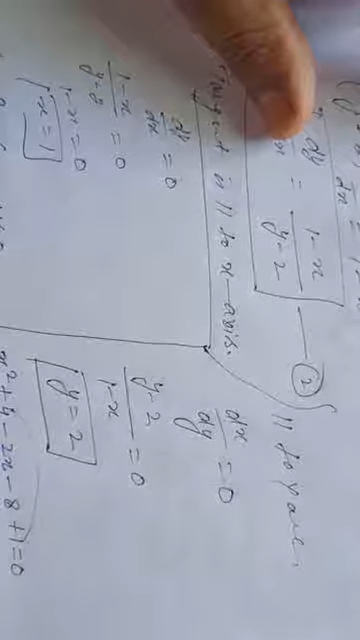 dy/dx = 1-x/y-2 — (2)
Tangent is || to x-axis.
dy/dx = 0
1-x/y-2 = 0
1-x = 0
x = 1
|| to y axis.
dx/dy = 0
y-2/1-x = 0
y = 2
x² + 4 - 2x - 8 + 1 = 0